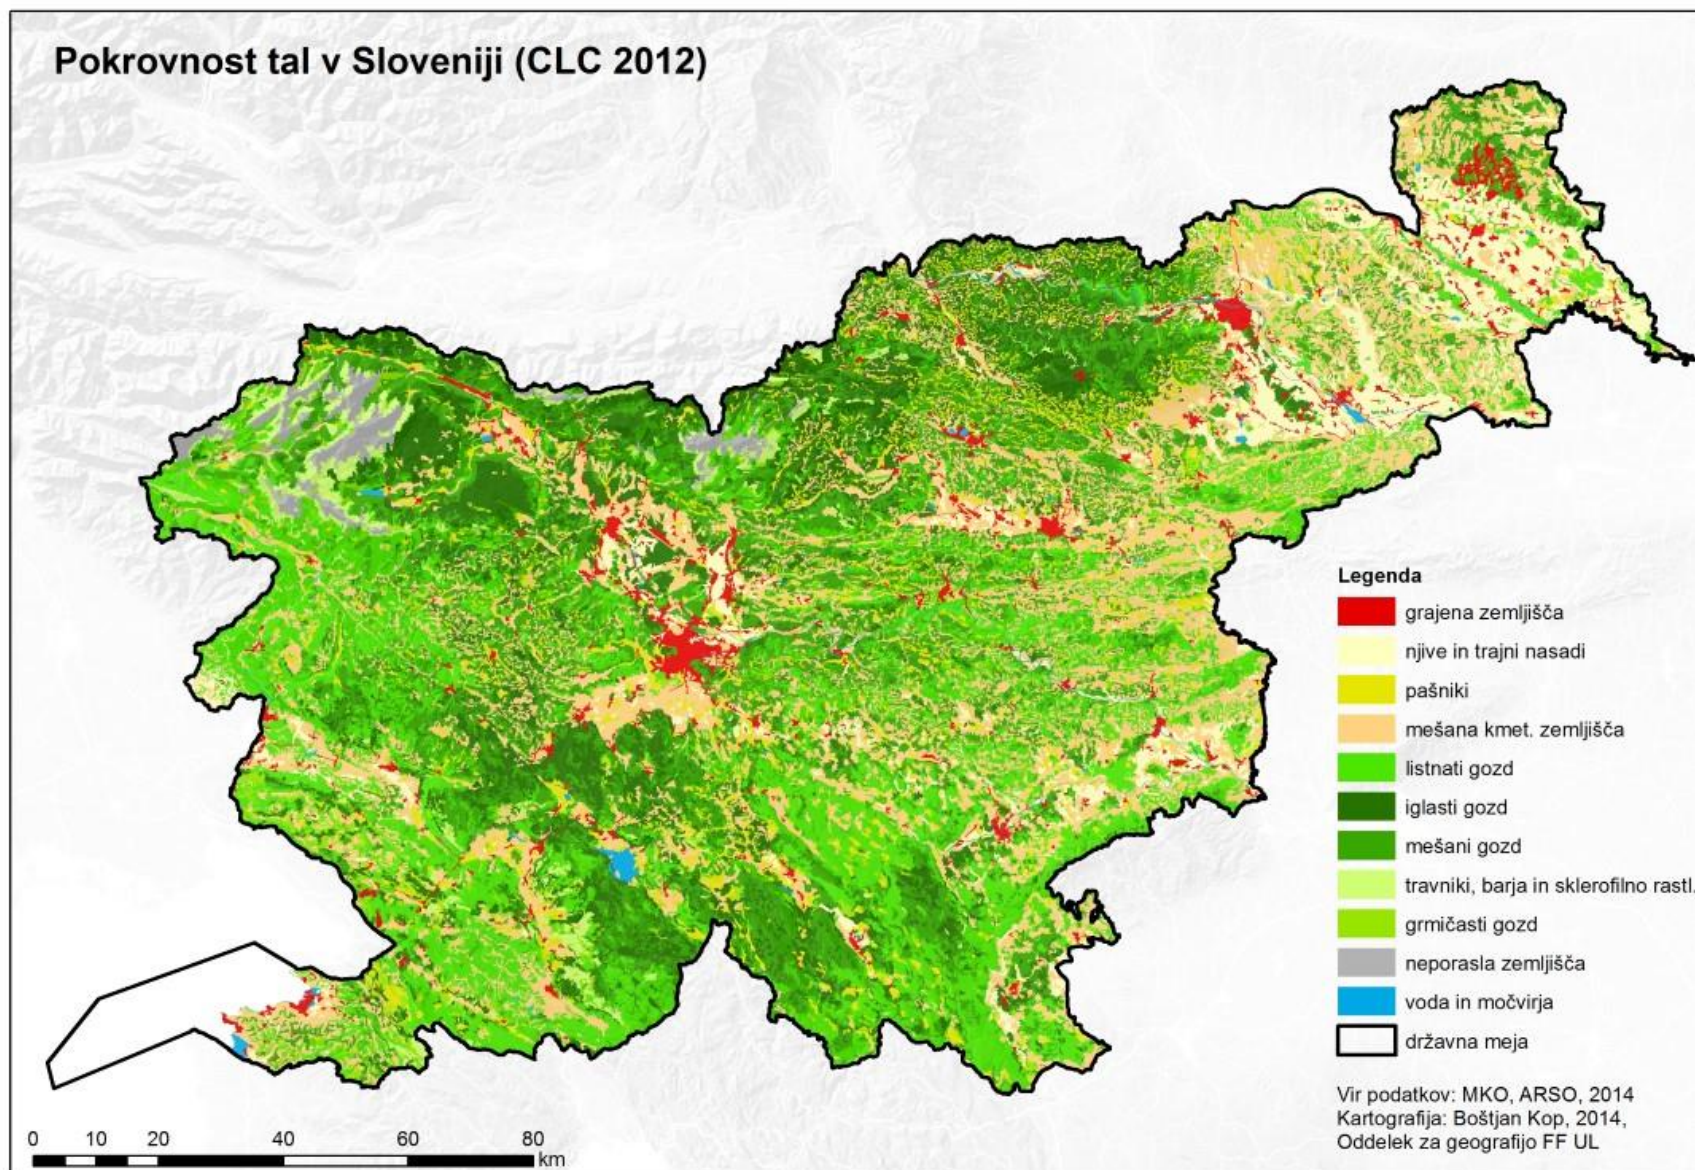 Pokrovnost tal v Sloveniji (CLC 2012)
Legenda
grajena zemljišča
njive in trajni nasadi
pašniki
mešana kmet. zemljišča
listnati gozd
iglasti gozd
mešani gozd
travniki, barja in sklerofilno rastl.
grmičasti gozd
neporasla zemljišča
voda in močvirja
državna meja
Vir podatkov: MKO, ARSO, 2014
Kartografija: Boštjan Kop, 2014,
Oddelek za geografijo FF UL
0 10 20 40 60 80
km